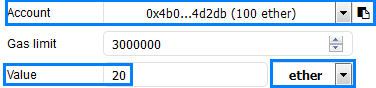 Account 0x4b0...4d2db (100 ether)
Gas limit 3000000
Value 20 ether